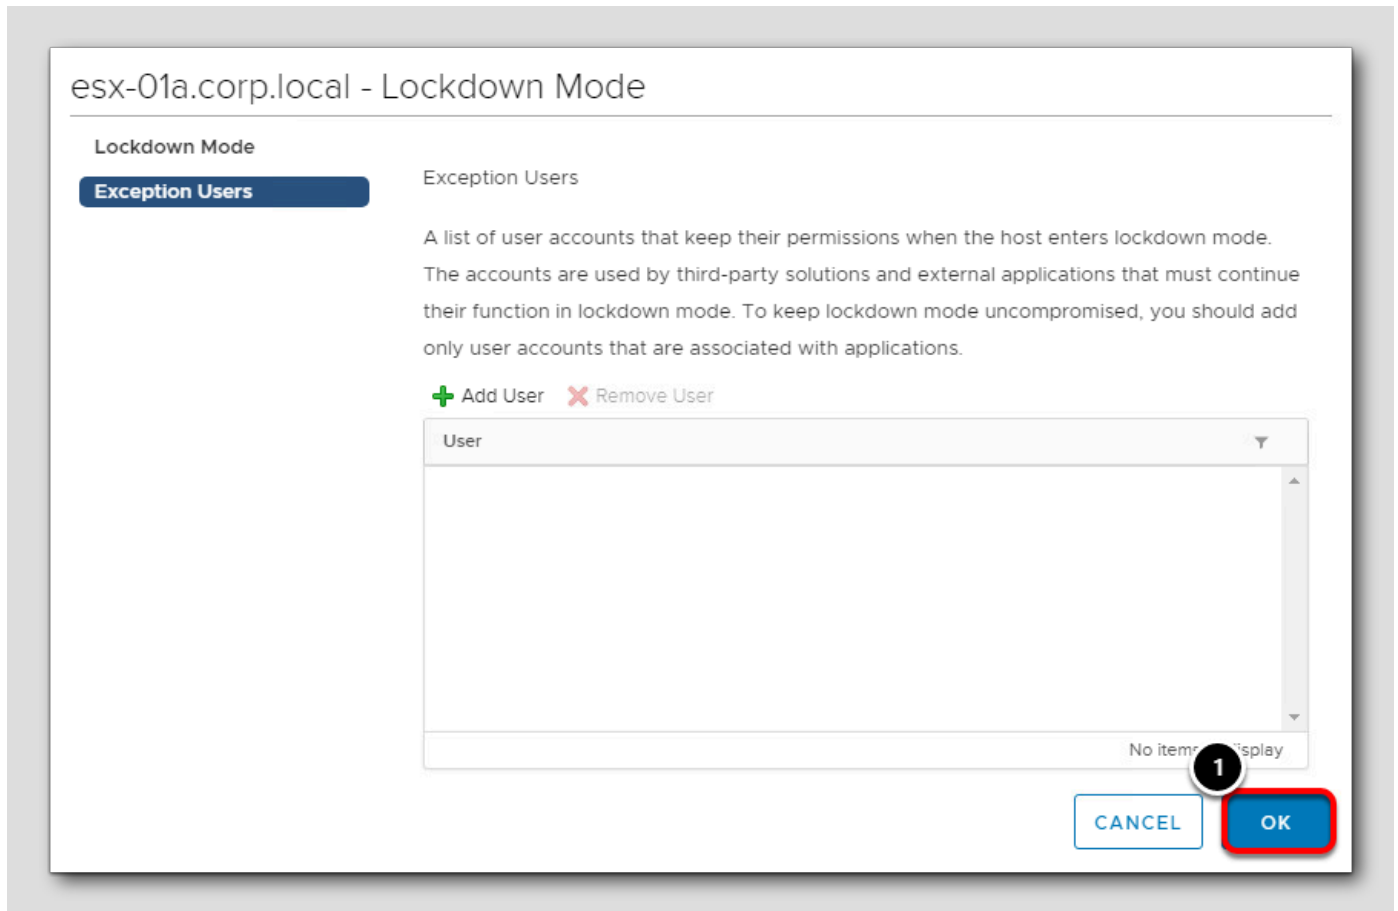 esx-01a.corp.local - Lockdown Mode
Lockdown Mode
Exception Users
Exception Users
A list of user accounts that keep their permissions when the host enters lockdown mode.
The accounts are used by third-party solutions and external applications that must continue
their function in lockdown mode. To keep lockdown mode uncompromised, you should add
only user accounts that are associated with applications.
Add User Remove User
User
No items display
1
CANCEL OK